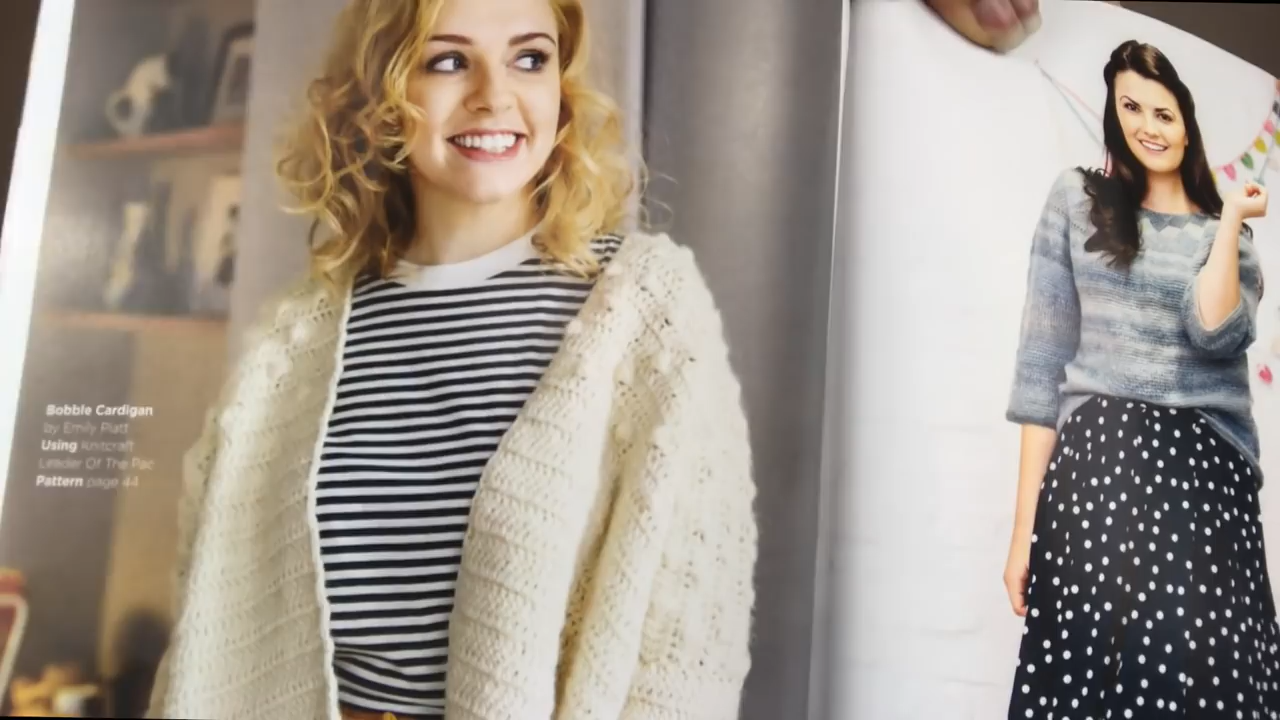 Bobble Cardigan
by Emily Platt
Using Knitcraft
Leader Of The Pac
Pattern page 44